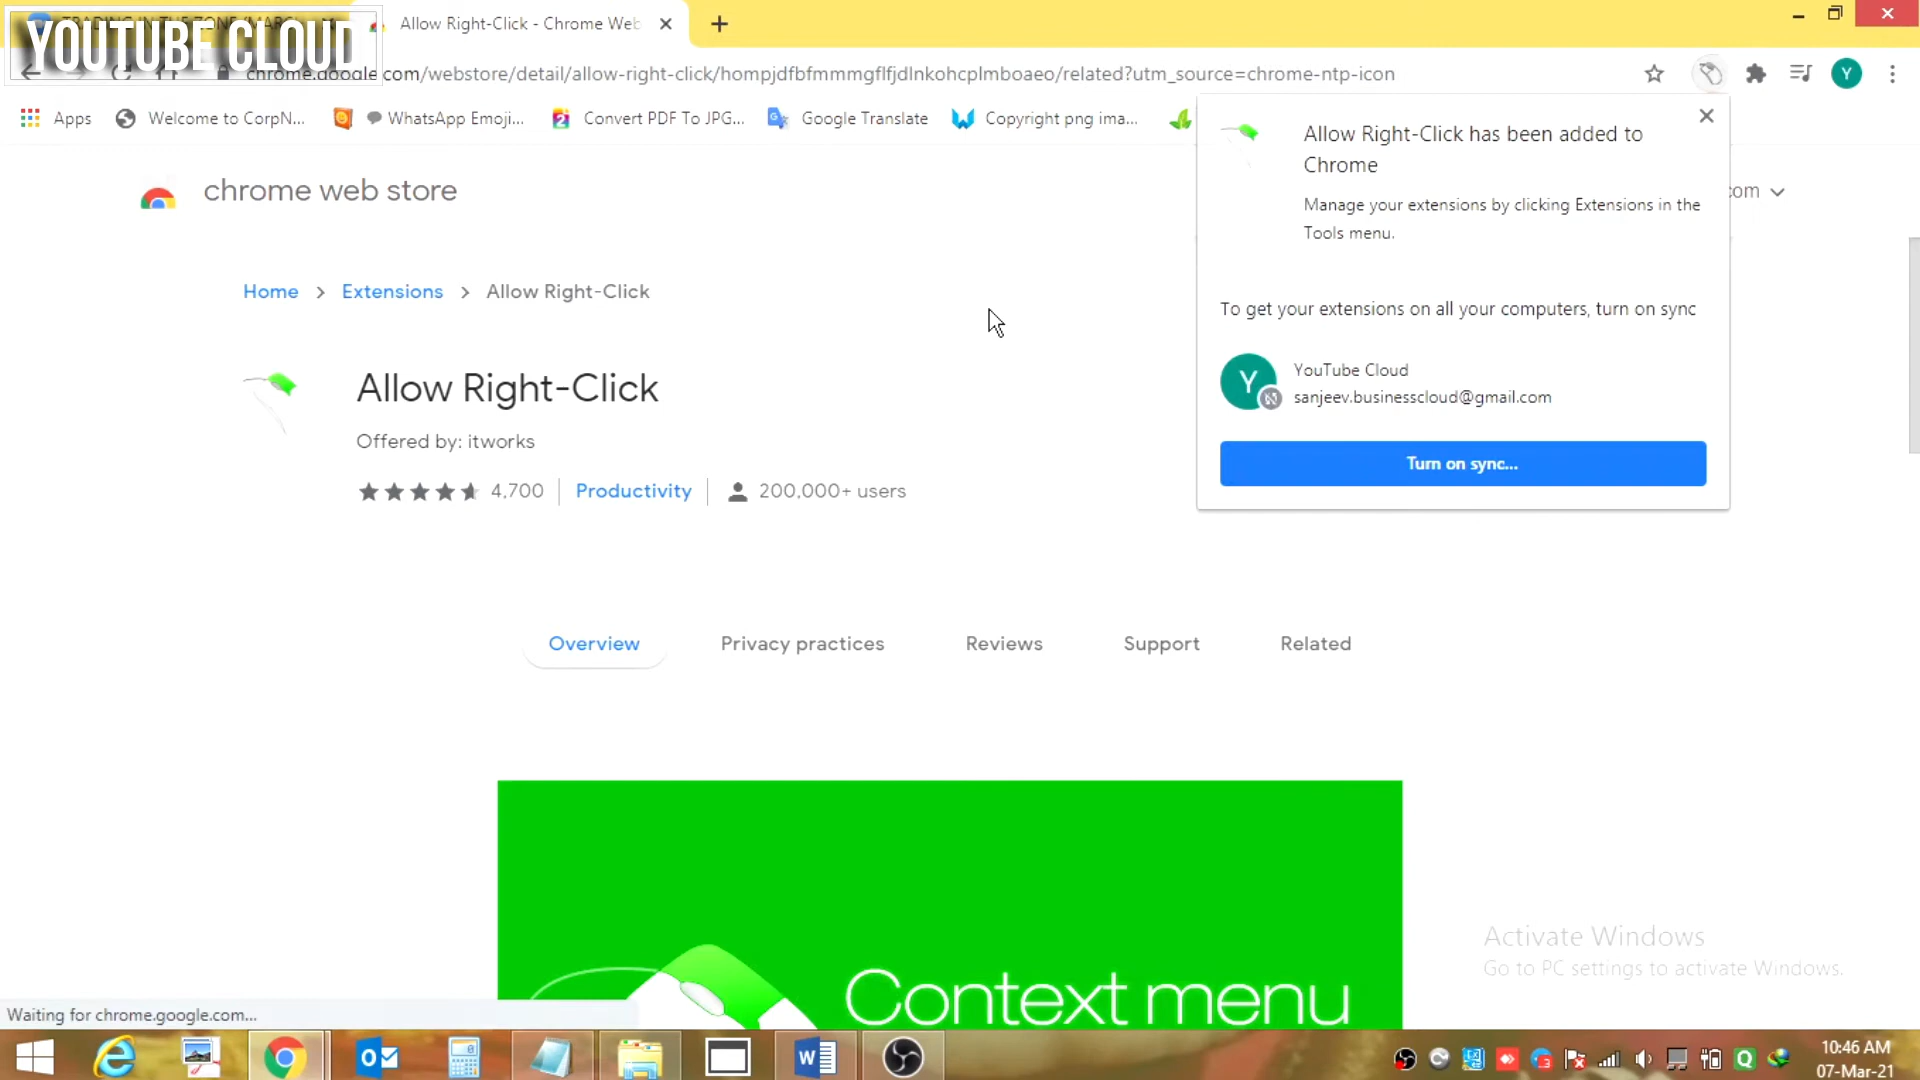 YOUTUBE CLOUD
Allow Right-Click - Chrome Web
chrome.google.com/webstore/detail/allow-right-click/hompjdfbfmmmgflfjdlnkohcplmboaeo/related?utm_source=chrome-ntp-icon
Y
Apps
Welcome to CorpN...
WhatsApp Emoji...
Convert PDF To JPG...
Google Translate
Copyright png ima...
Allow Right-Click has been added to
Chrome
Manage your extensions by clicking Extensions in the
Tools menu.
To get your extensions on all your computers, turn on sync
Y
YouTube Cloud
sanjeev.businesscloud@gmail.com
Turn on sync...
com
chrome web store
Home > Extensions > Allow Right-Click
Allow Right-Click
Offered by: itworks
4,700
Productivity
200,000+ users
Overview
Privacy practices
Reviews
Support
Related
Context menu
Activate Windows
Go to PC settings to activate Windows.
Waiting for chrome.google.com...
10:46 AM
07-Mar-21